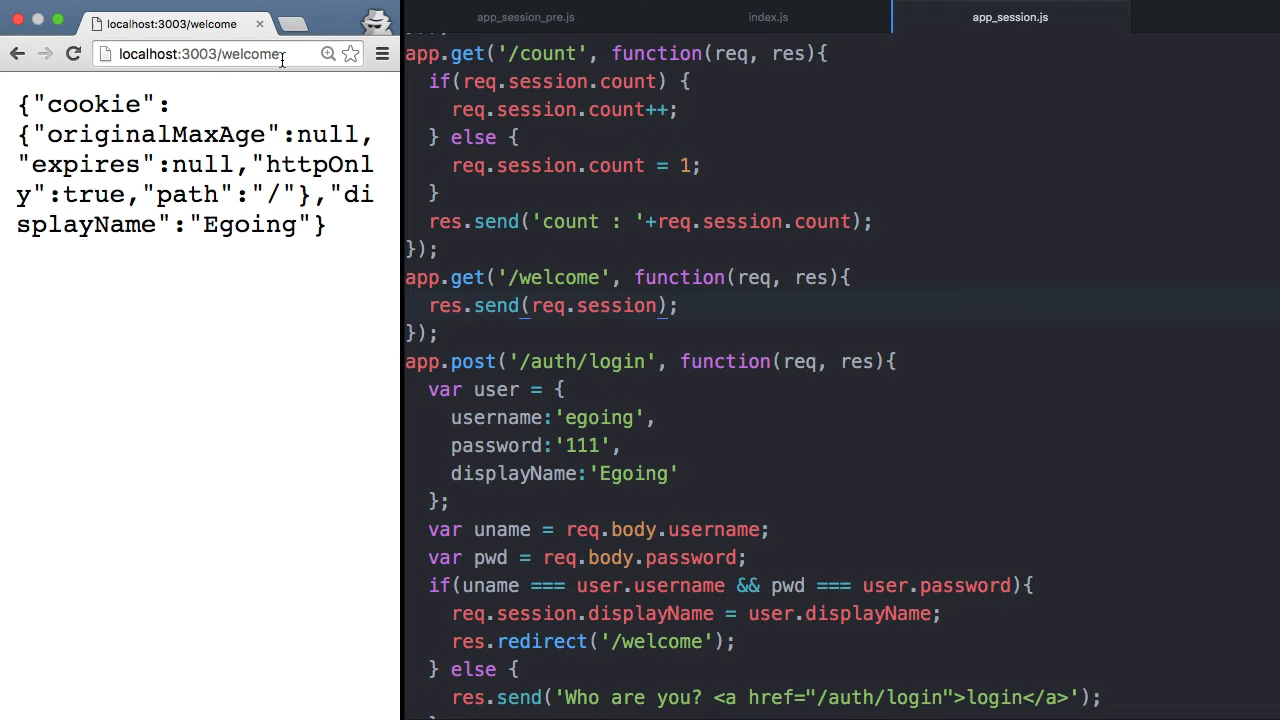 localhost:3003/welcome
localhost:3003/welcome
{"cookie":
{"originalMaxAge":null,
"expires":null,"httpOnl
y":true,"path":"/"},"di
splayName":"Egoing"}
app_session_pre.js
index.js
app_session.js
app.get('/count', function(req, res){
if(req.session.count) {
req.session.count++;
} else {
req.session.count = 1;
}
res.send('count : '+req.session.count);
});
app.get('/welcome', function(req, res){
res.send(req.session);
});
app.post('/auth/login', function(req, res){
var user = {
username:'egoing',
password:'111',
displayName:'Egoing'
};
var uname = req.body.username;
var pwd = req.body.password;
if(uname === user.username && pwd === user.password){
req.session.displayName = user.displayName;
res.redirect('/welcome');
} else {
res.send('Who are you? <a href="/auth/login">login</a>');